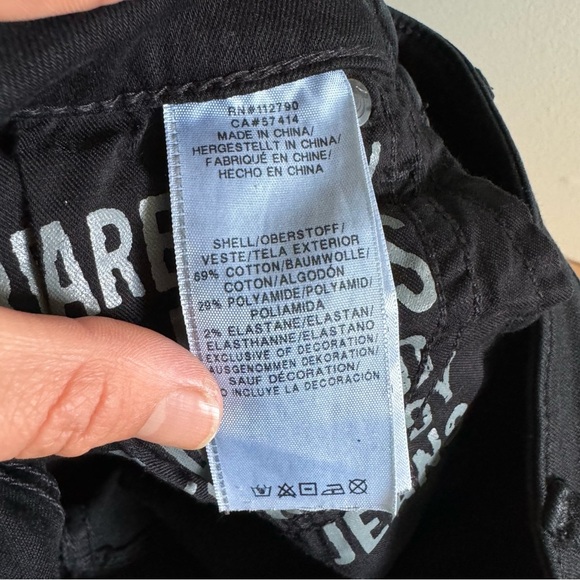 RN#112790
CA#57414
MADE IN CHINA/
HERGESTELLT IN CHINA/
FABRIQUÉ EN CHINE/
HECHO EN CHINA
SHELL/OBERSTOFF/
VESTE/TELA EXTERIOR
69% COTTON/BAUMWOLLE/
COTON/ALGODÓN
29% POLYAMIDE/POLYAMID/
POLIAMIDA
2% ELASTANE/ELASTAN/
ELASTHANNE/ELASTANO
EXCLUSIVE OF DECORATION/
AUSGENOMMEN DEKORATION/
SAUF DÉCORATION/
NO INCLUYE LA DECORACIÓN